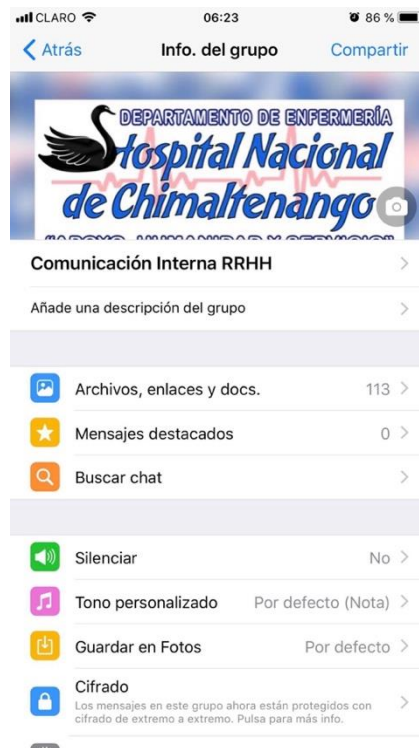 CLARO 06:23 86 %
Atrás Info. del grupo Compartir
DEPARTAMENTO DE ENFERMERÍA
Hospital Nacional
de Chimaltenango
"APOYO, HUMANIDAD Y SERVICIO"
Comunicación Interna RRHH
Añade una descripción del grupo
Archivos, enlaces y docs. 113
Mensajes destacados 0
Buscar chat
Silenciar No
Tono personalizado Por defecto (Nota)
Guardar en Fotos Por defecto
Cifrado
Los mensajes en este grupo ahora están protegidos con
cifrado de extremo a extremo. Pulsa para más info.